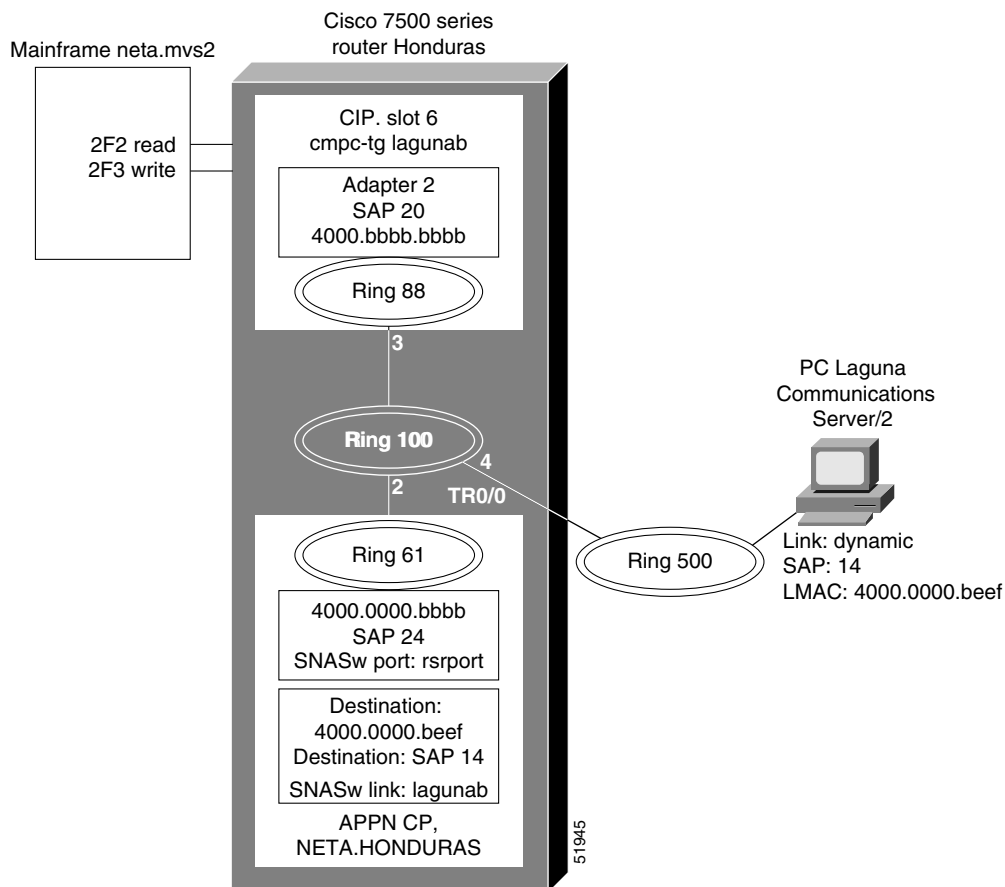 Cisco 7500 series
router Honduras
Mainframe neta.mvs2
2F2 read
2F3 write
CIP. slot 6
cmpc-tg lagunab
Adapter 2
SAP 20
4000.bbbb.bbbb
Ring 88
3
Ring 100
4
2
TR0/0
PC Laguna
Communications
Server/2
Link: dynamic
SAP: 14
LMAC: 4000.0000.beef
Ring 500
Ring 61
4000.0000.bbbb
SAP 24
SNASw port: rsrport
Destination:
4000.0000.beef
Destination: SAP 14
SNASw link: lagunab
APPN CP,
NETA.HONDURAS
51945